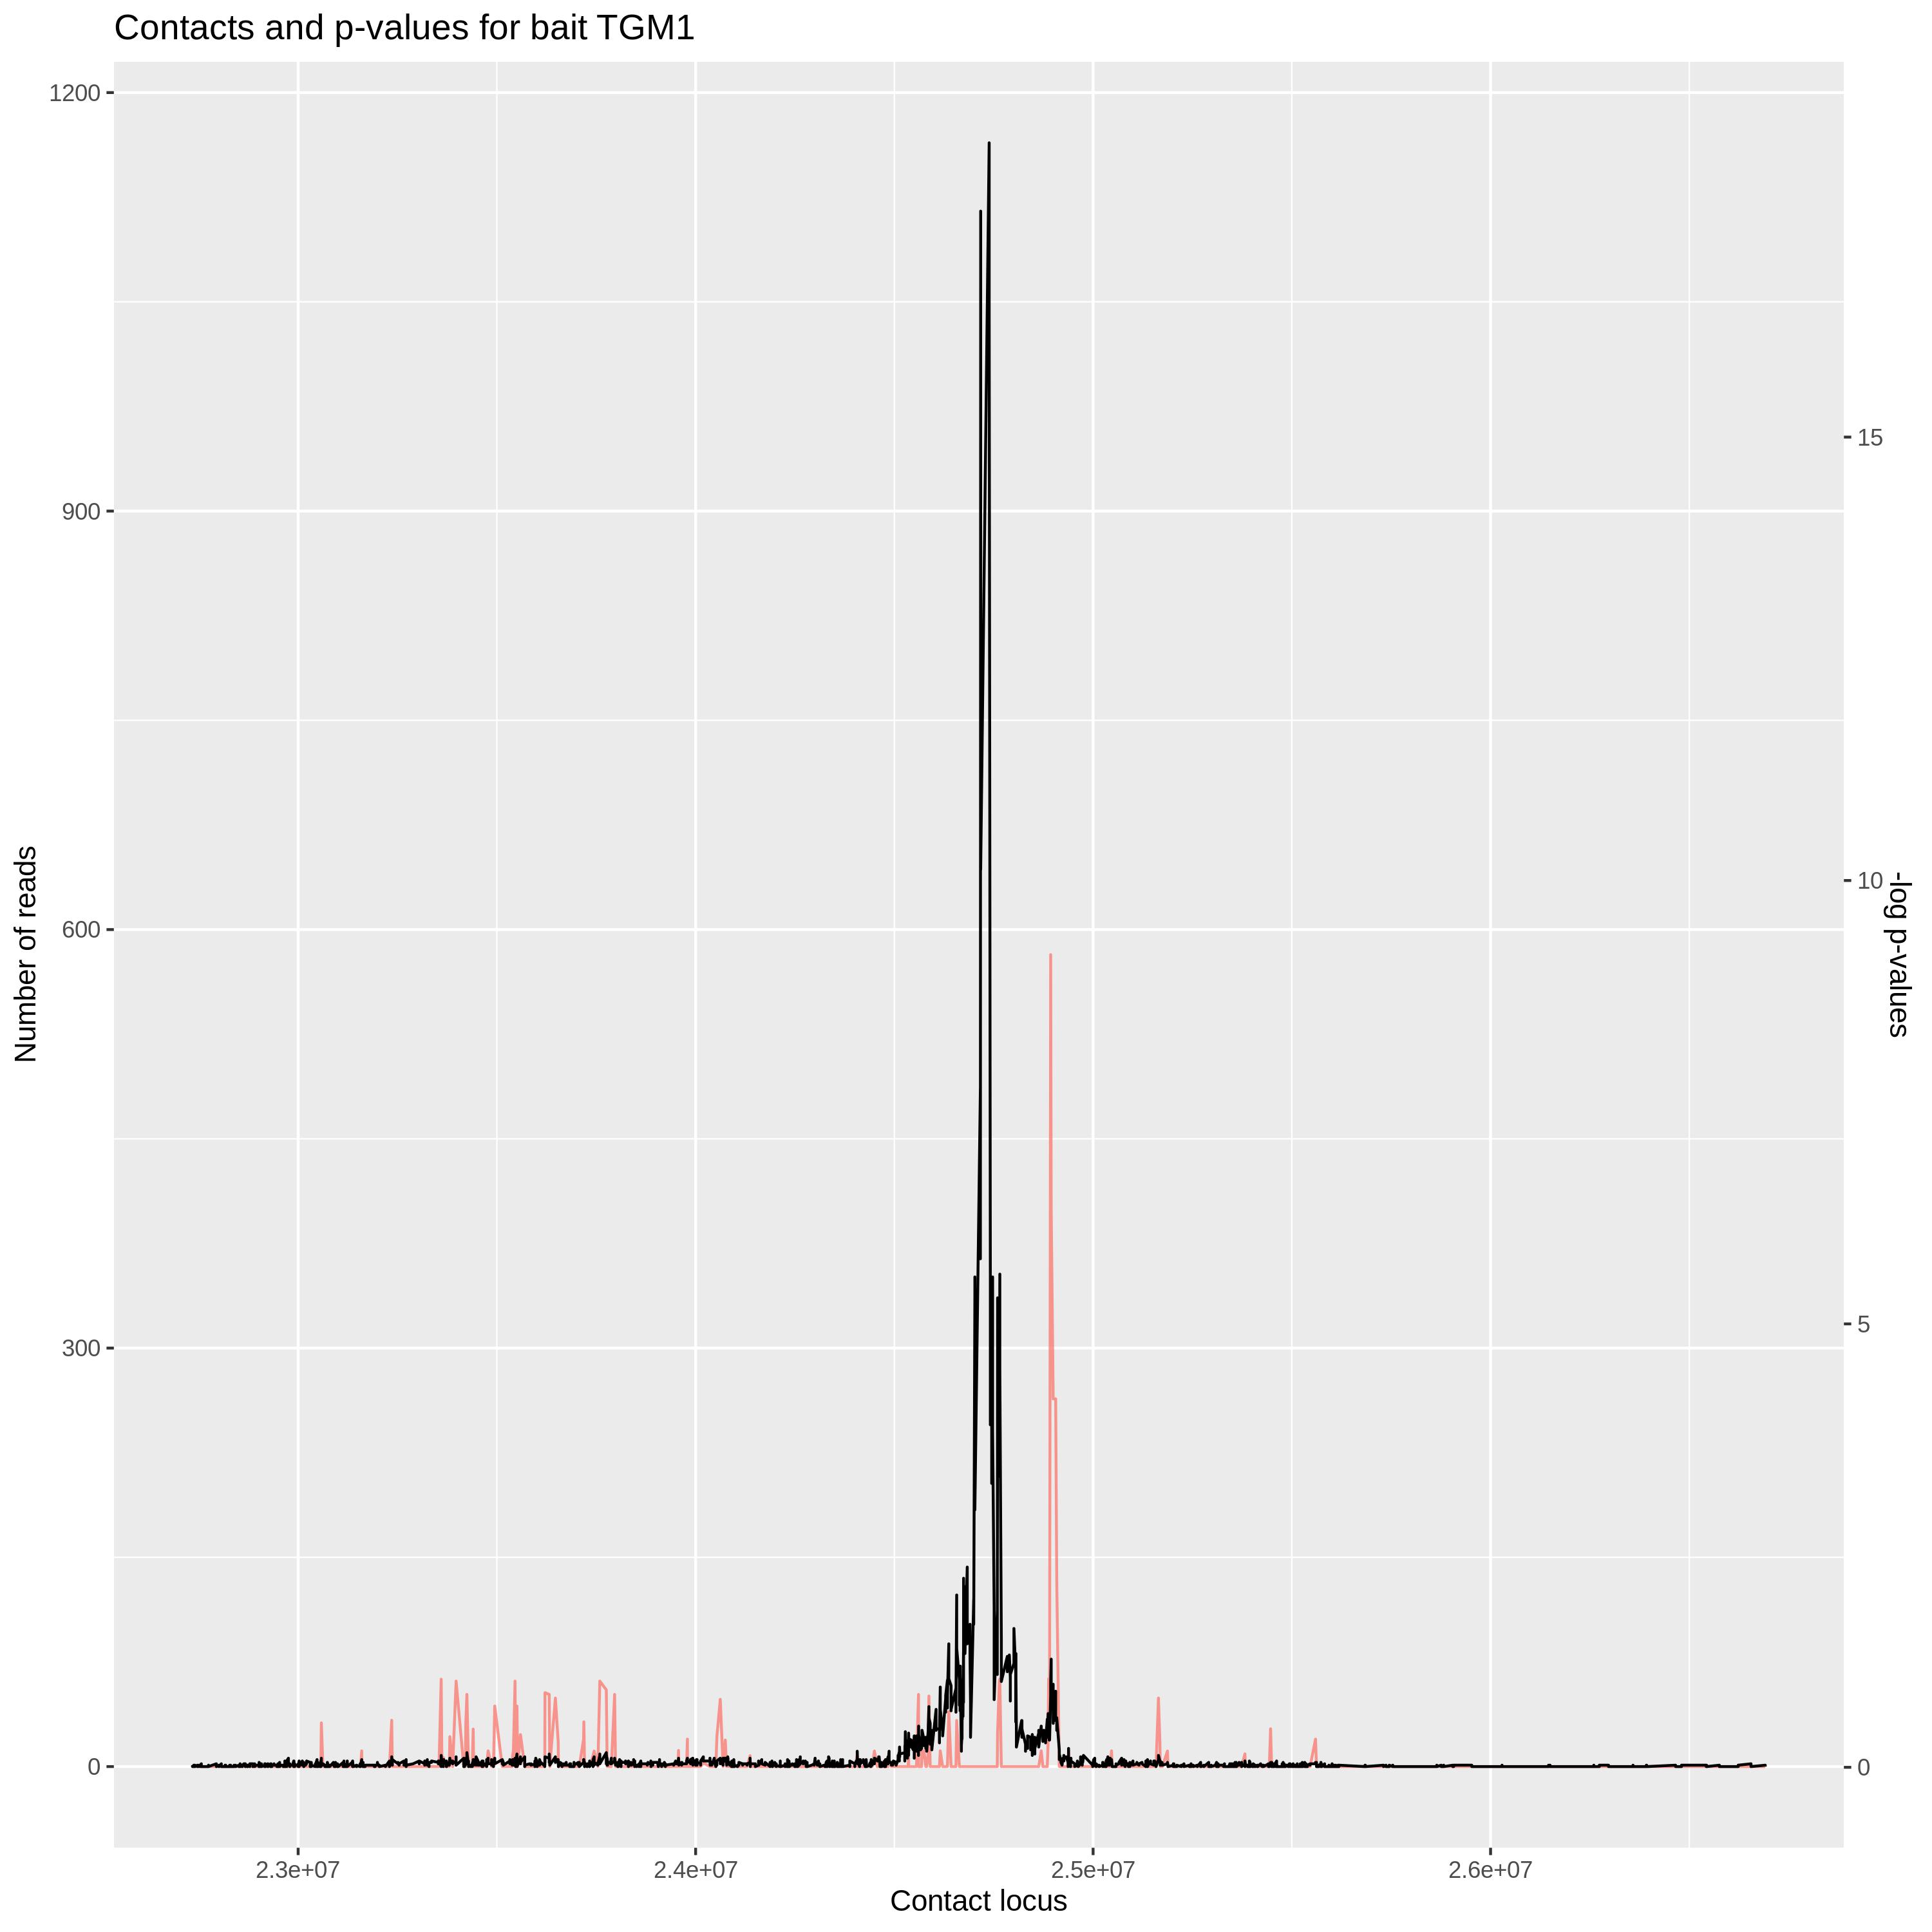 Contacts and p-values for bait TGM1
1200
900
600
300
0
Number of reads
15
10
5
0
-log p-values
2.3e+07
2.4e+07
2.5e+07
2.6e+07
Contact locus